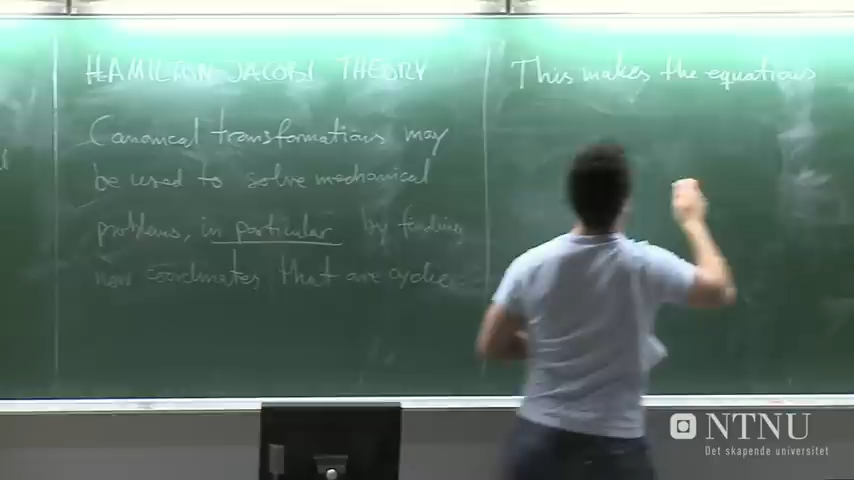 HAMILTON-JACOBI THEORY
Canonical transformations may
be used to solve mechanical
problems, in particular by finding
new coordinates that are cyclic
This makes the equations
NTNU
Det skapende universitet